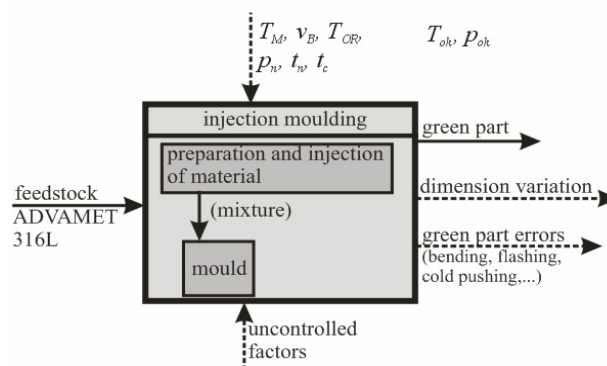 T_M, v_B, T_OR,
p_n, t_n, t_c
T_ok, p_ok
injection moulding
preparation and injection
of material
(mixture)
mould
feedstock
ADVAMET
316L
green part
dimension variation
green part errors
(bending, flashing,
cold pushing,...)
uncontrolled
factors